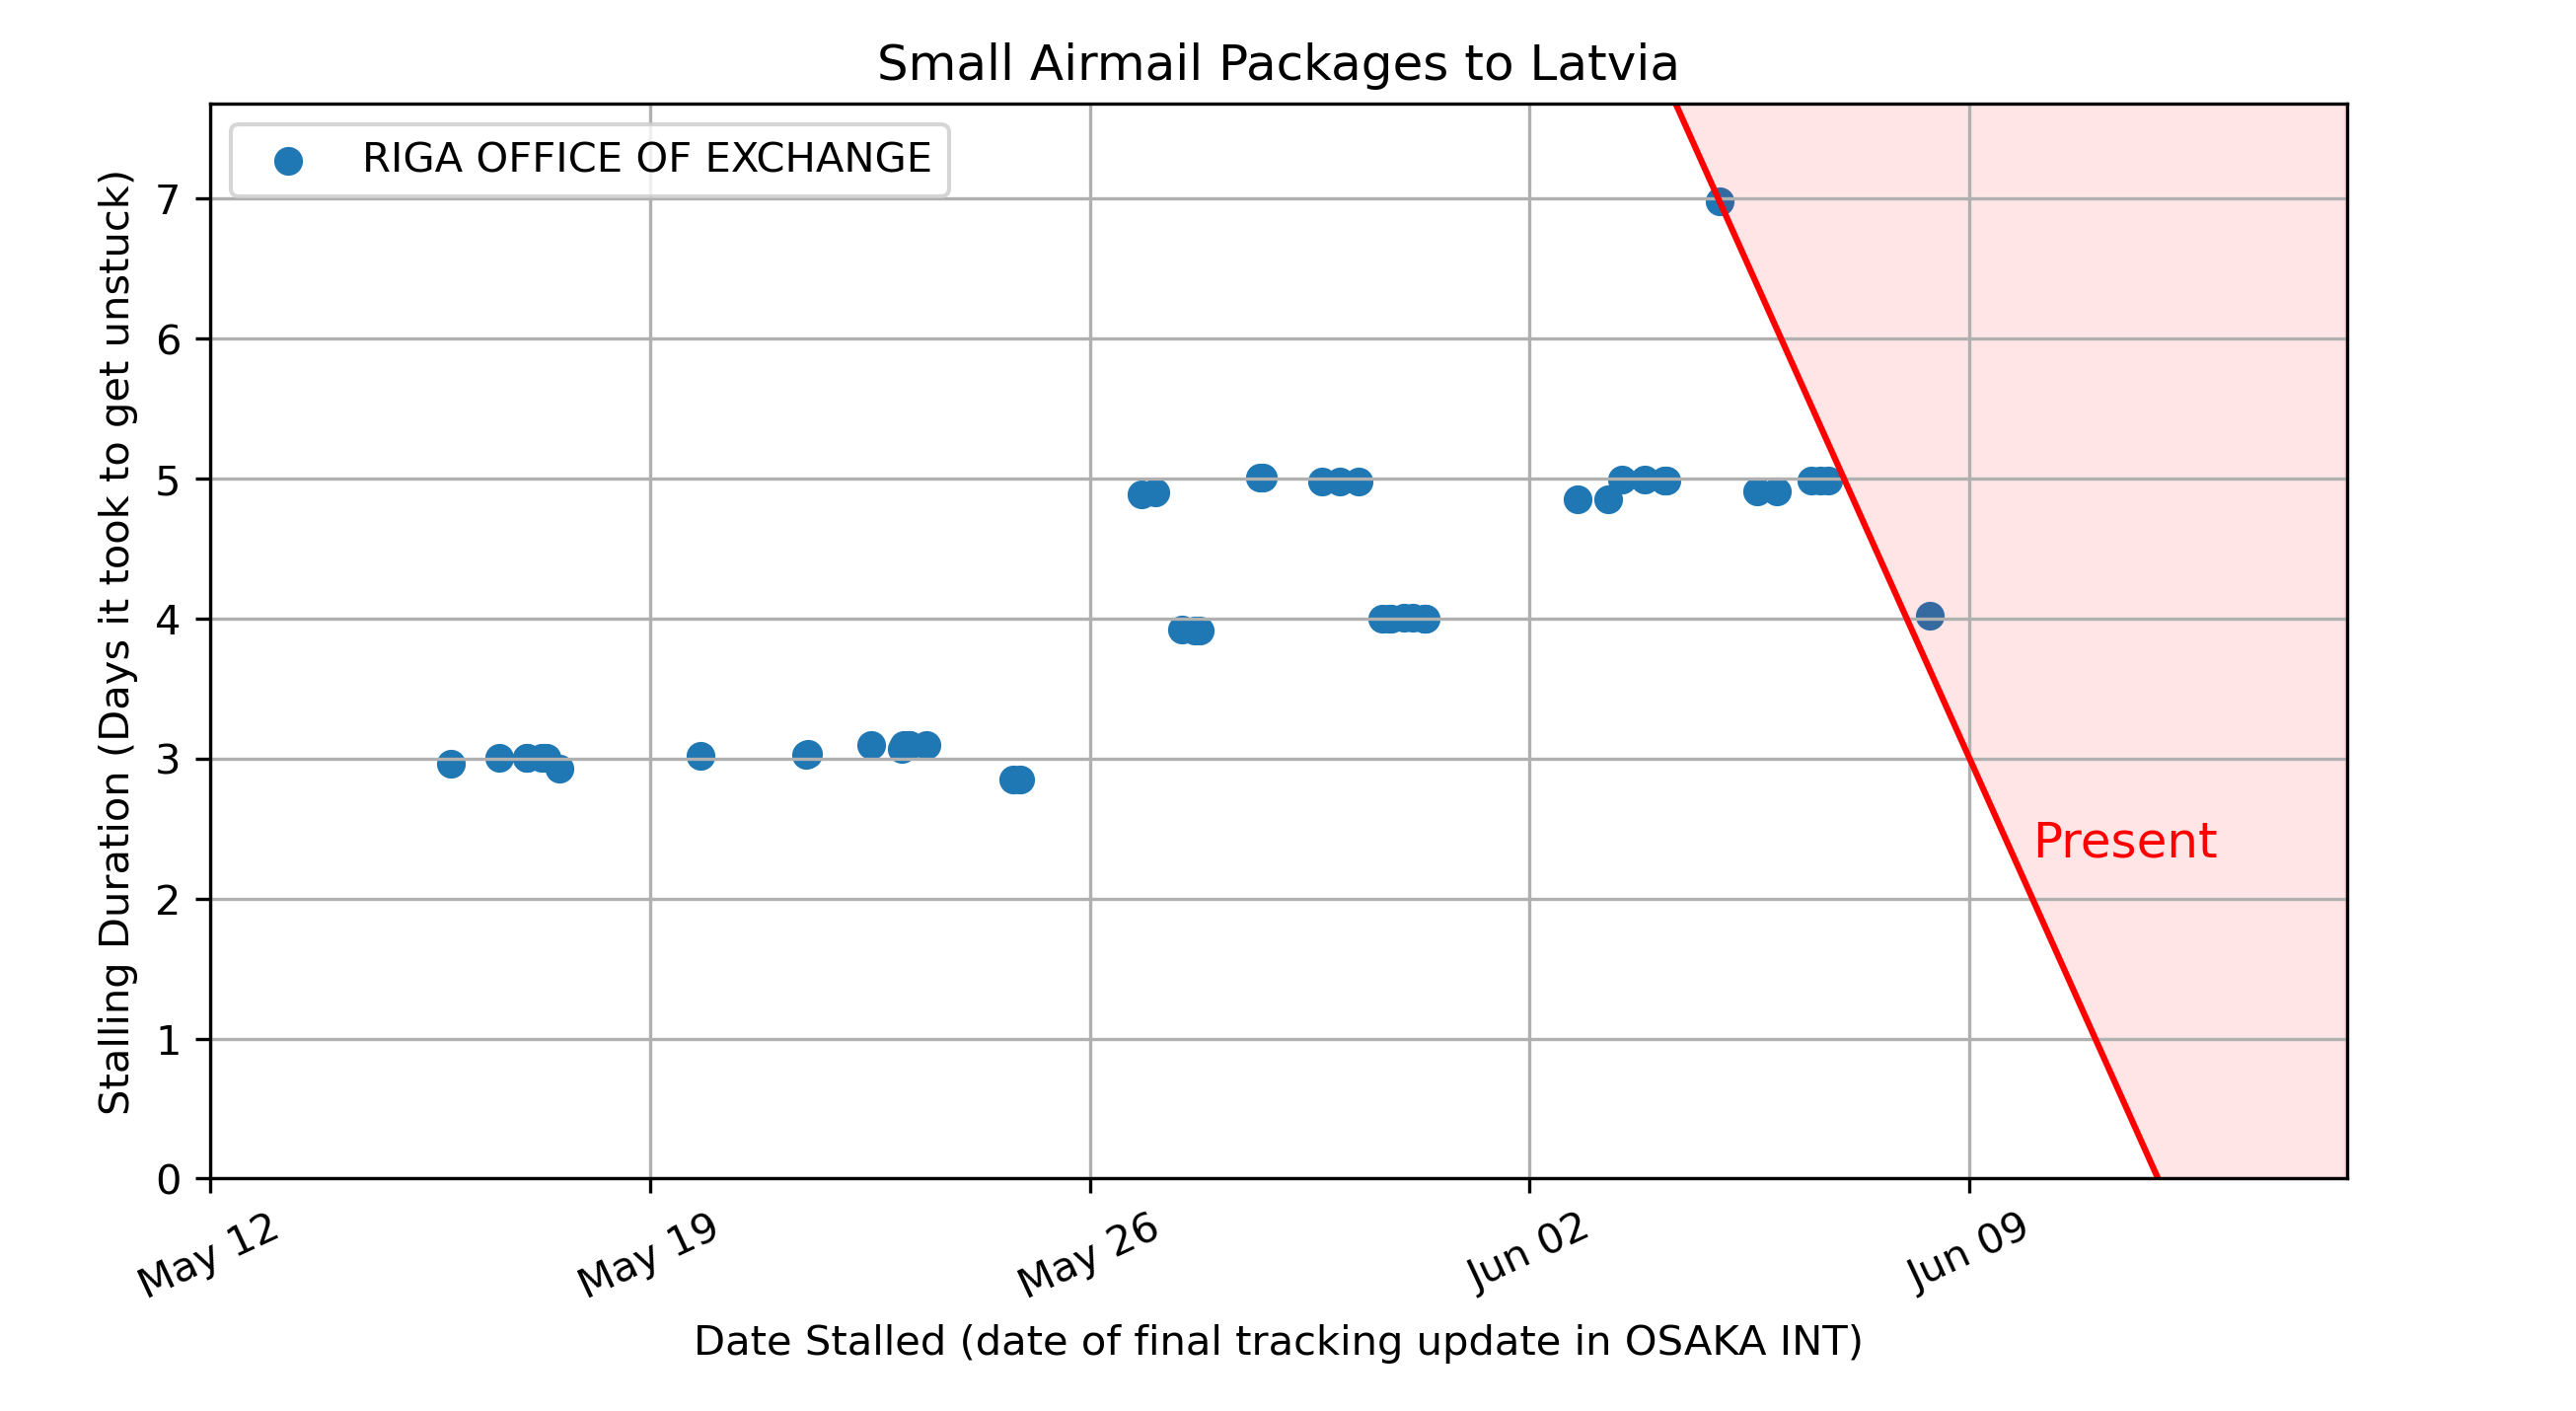 Small Airmail Packages to Latvia
RIGA OFFICE OF EXCHANGE
Stalling Duration (Days it took to get unstuck)
7
6
5
4
3
2
1
0
Present
May 12
May 19
May 26
Jun 02
Jun 09
Date Stalled (date of final tracking update in OSAKA INT)